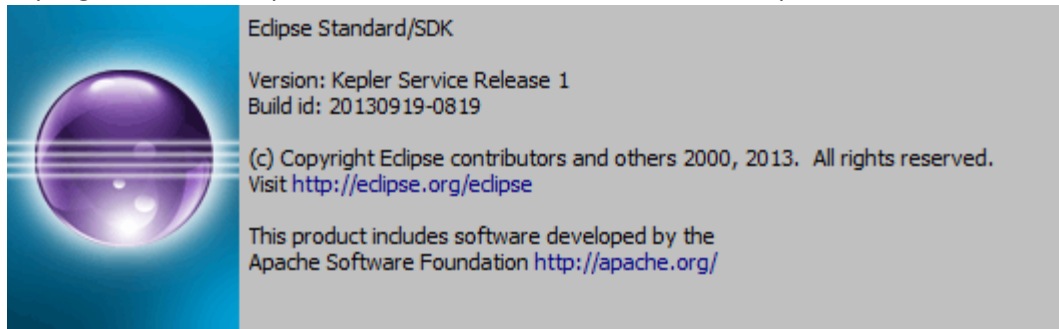 Eclipse Standard/SDK
Version: Kepler Service Release 1
Build id: 20130919-0819
(c) Copyright Eclipse contributors and others 2000, 2013.  All rights reserved.
Visit http://eclipse.org/eclipse
This product includes software developed by the
Apache Software Foundation http://apache.org/